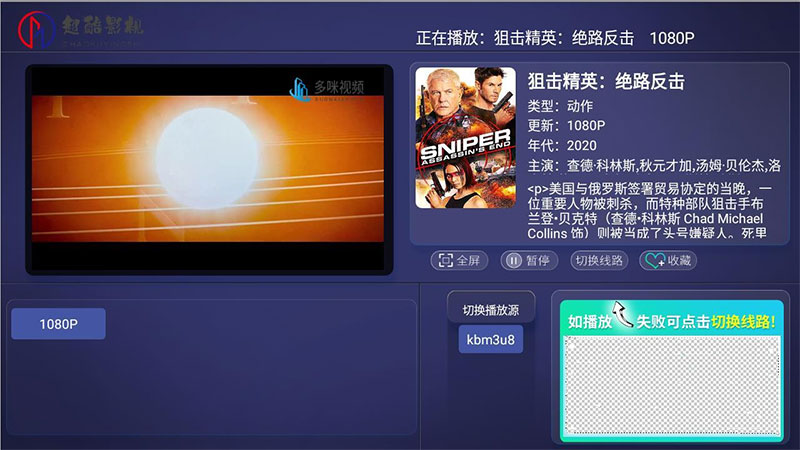 超酷影视
CHAOKUYINGSHI
正在播放：狙击精英：绝路反击 1080P
多咪视频
SNIPER
ASSASSIN'S END
狙击精英：绝路反击
类型：动作
更新：1080P
年代：2020
主演：查德·科林斯,秋元才加,汤姆·贝伦杰,洛
<p>美国与俄罗斯签署贸易协定的当晚，一
位重要人物被刺杀，而特种部队狙击手布
兰登•贝克特（查德•科林斯 Chad Michael
Collins 饰）则被当成了头号嫌疑人。死里
全屏
暂停
切换线路
收藏
1080P
切换播放源
kbm3u8
如播放 失败可点击切换线路!